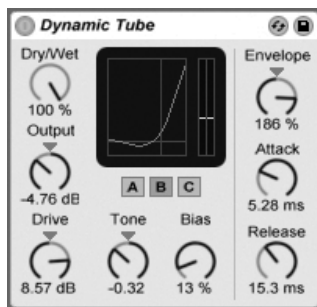 Dynamic Tube
Dry/Wet
100 %
Output
-4.76 dB
Drive
8.57 dB
A B C
Tone
-0.32
Bias
13 %
Envelope
186 %
Attack
5.28 ms
Release
15.3 ms